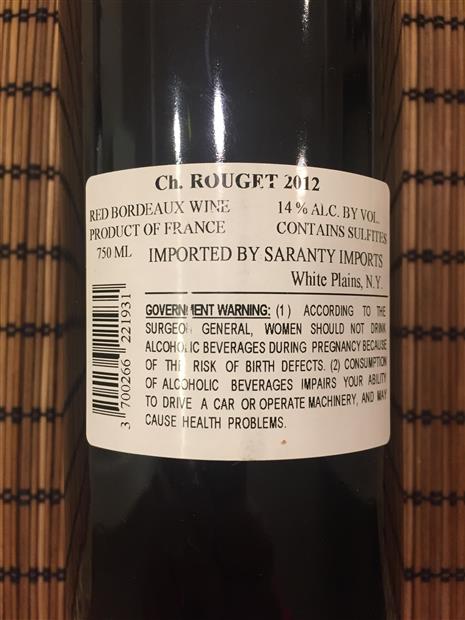 Ch. ROUGET 2012
RED BORDEAUX WINE 14 % ALC. BY VOL.
PRODUCT OF FRANCE CONTAINS SULFITES
750 ML IMPORTED BY SARANTY IMPORTS
White Plains, N.Y.
GOVERNMENT WARNING: (1) ACCORDING TO THE
SURGEON GENERAL, WOMEN SHOULD NOT DRINK
ALCOHOLIC BEVERAGES DURING PREGNANCY BECAUSE
OF THE RISK OF BIRTH DEFECTS. (2) CONSUMPTION
OF ALCOHOLIC BEVERAGES IMPAIRS YOUR ABILITY
TO DRIVE A CAR OR OPERATE MACHINERY, AND MAY
CAUSE HEALTH PROBLEMS.
3 700266 221931